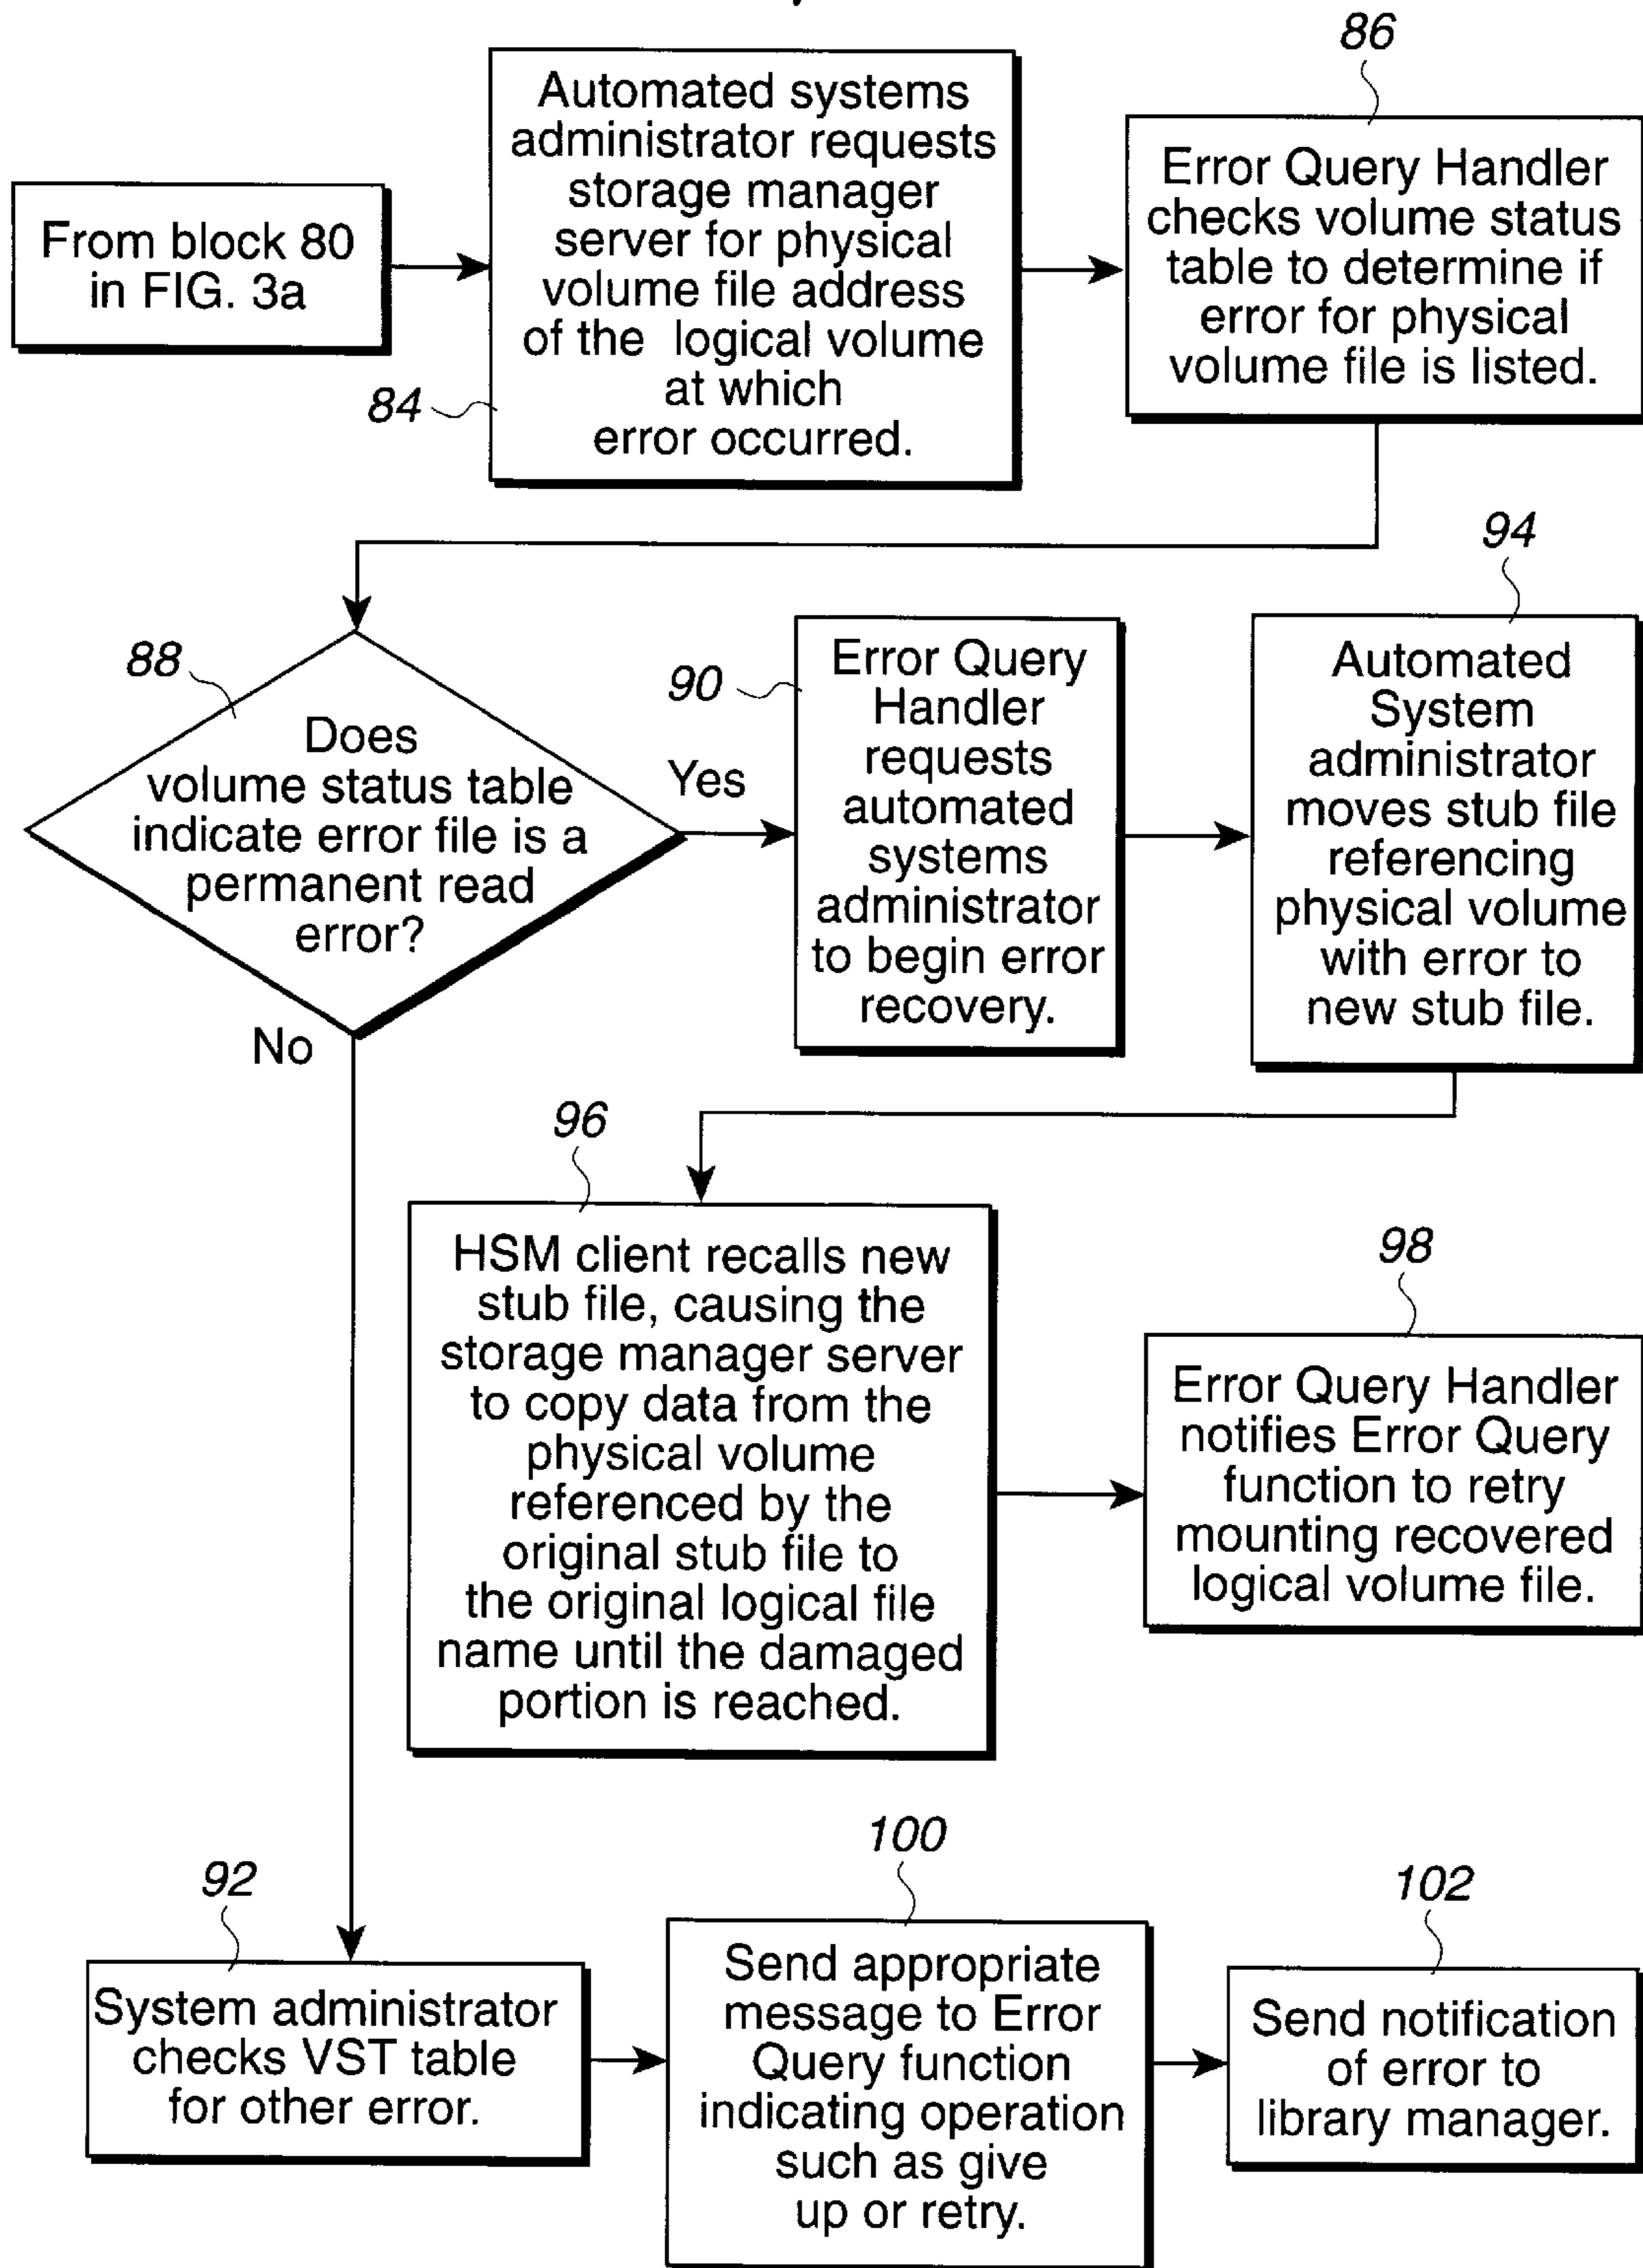 From block 80
in FIG. 3a
84
Automated systems
administrator requests
storage manager
server for physical
volume file address
of the logical volume
at which
error occurred.
86
Error Query Handler
checks volume status
table to determine if
error for physical
volume file is listed.
88
Does
volume status table
indicate error file is a
permanent read
error?
Yes
No
90
Error Query
Handler
requests
automated
systems
administrator
to begin error
recovery.
94
Automated
System
administrator
moves stub file
referencing
physical volume
with error to
new stub file.
96
HSM client recalls new
stub file, causing the
storage manager server
to copy data from the
physical volume
referenced by the
original stub file to
the original logical file
name until the damaged
portion is reached.
98
Error Query Handler
notifies Error Query
function to retry
mounting recovered
logical volume file.
92
System administrator
checks VST table
for other error.
100
Send appropriate
message to Error
Query function
indicating operation
such as give
up or retry.
102
Send notification
of error to
library manager.